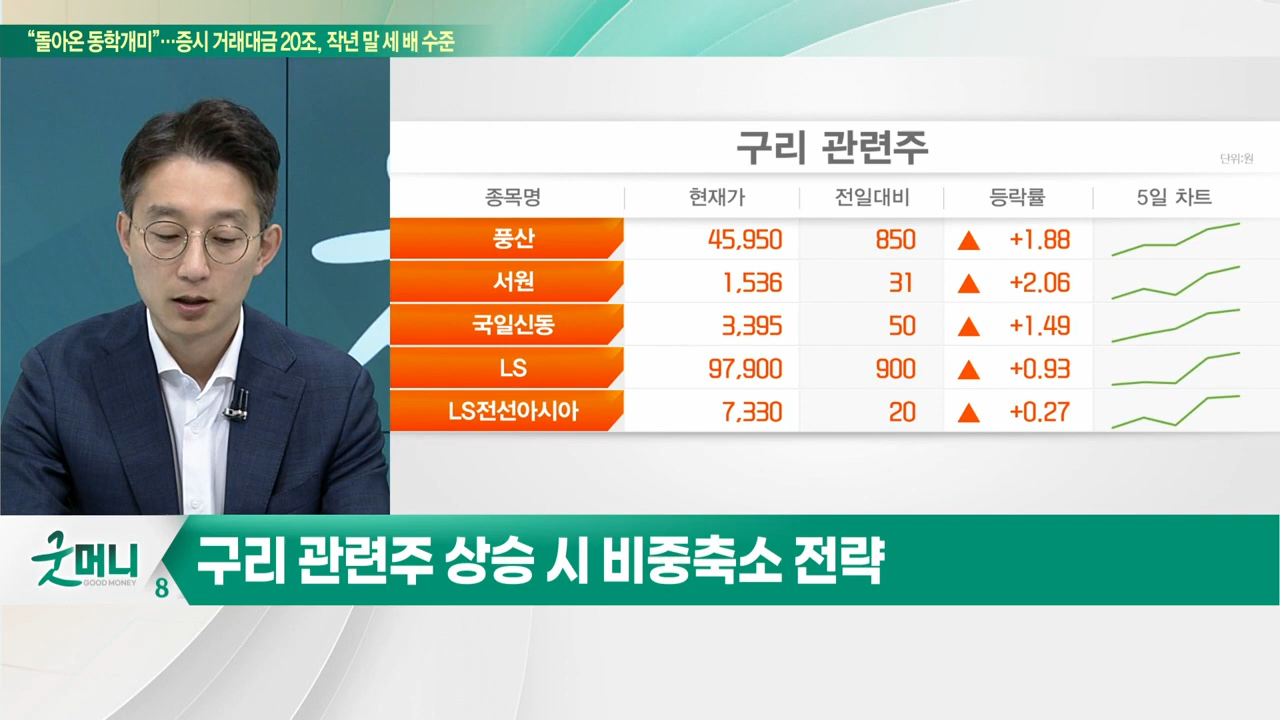 “돌아온 동학개미”…증시 거래대금 20조, 작년 말 세 배 수준
구리 관련주
단위:원
종목명 현재가 전일대비 등락률 5일 차트
풍산 45,950 850 ▲ +1.88
서원 1,536 31 ▲ +2.06
국일신동 3,395 50 ▲ +1.49
LS 97,900 900 ▲ +0.93
LS전선아시아 7,330 20 ▲ +0.27
굿머니
GOOD MONEY
8
구리 관련주 상승 시 비중축소 전략